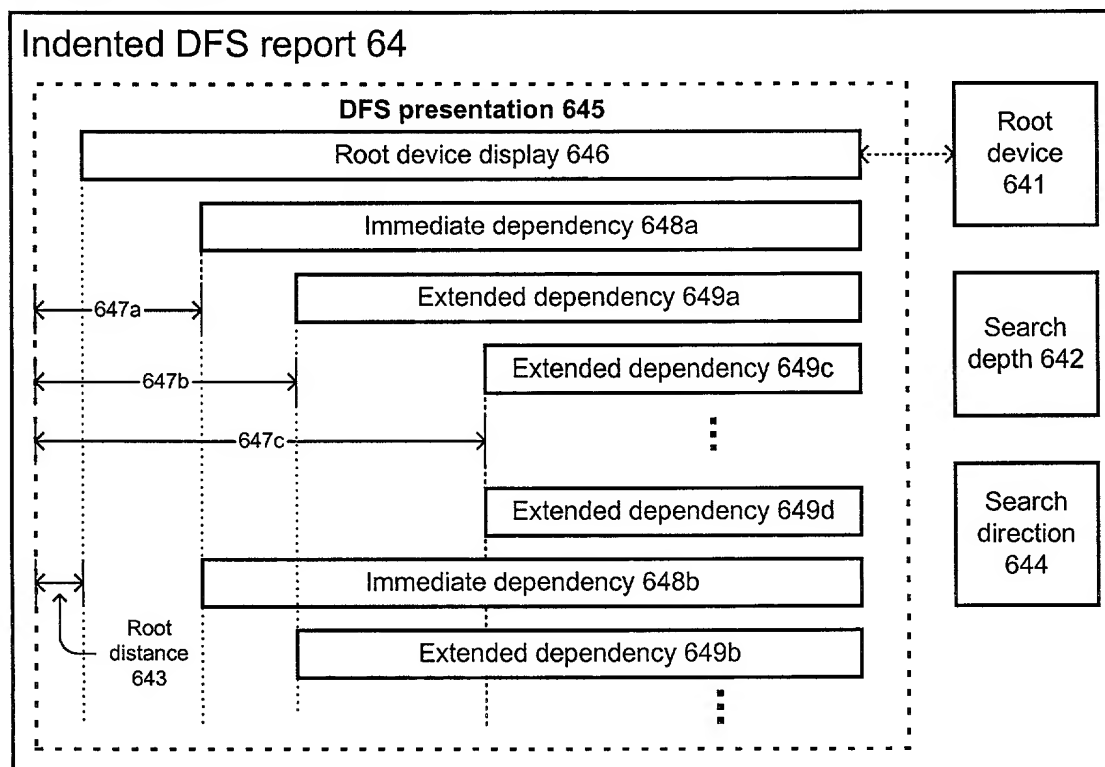 Indented DFS report 64
DFS presentation 645
Root device display 646
Root
device
641
Immediate dependency 648a
647a
Extended dependency 649a
Search
depth 642
647b
Extended dependency 649c
647c
Extended dependency 649d
Search
direction
644
Immediate dependency 648b
Root
distance
643
Extended dependency 649b